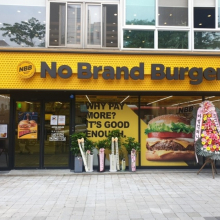 NBB
No Brand Burger
WHY PAY
MORE?
IT'S GOOD
ENOUGH.